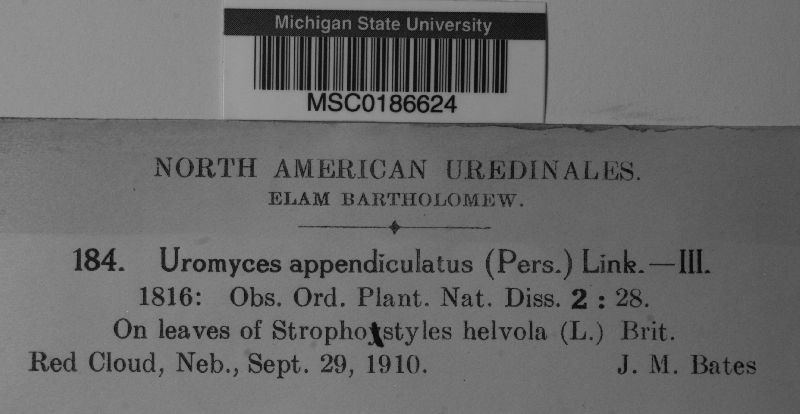 Michigan State University
MSC0186624
NORTH AMERICAN UREDINALES.
ELAM BARTHOLOMEW.
184. Uromyces appendiculatus (Pers.) Link.—III.
1816: Obs. Ord. Plant. Nat. Diss. 2 : 28.
On leaves of Strophostyles helvola (L.) Brit.
Red Cloud, Neb., Sept. 29, 1910. J. M. Bates